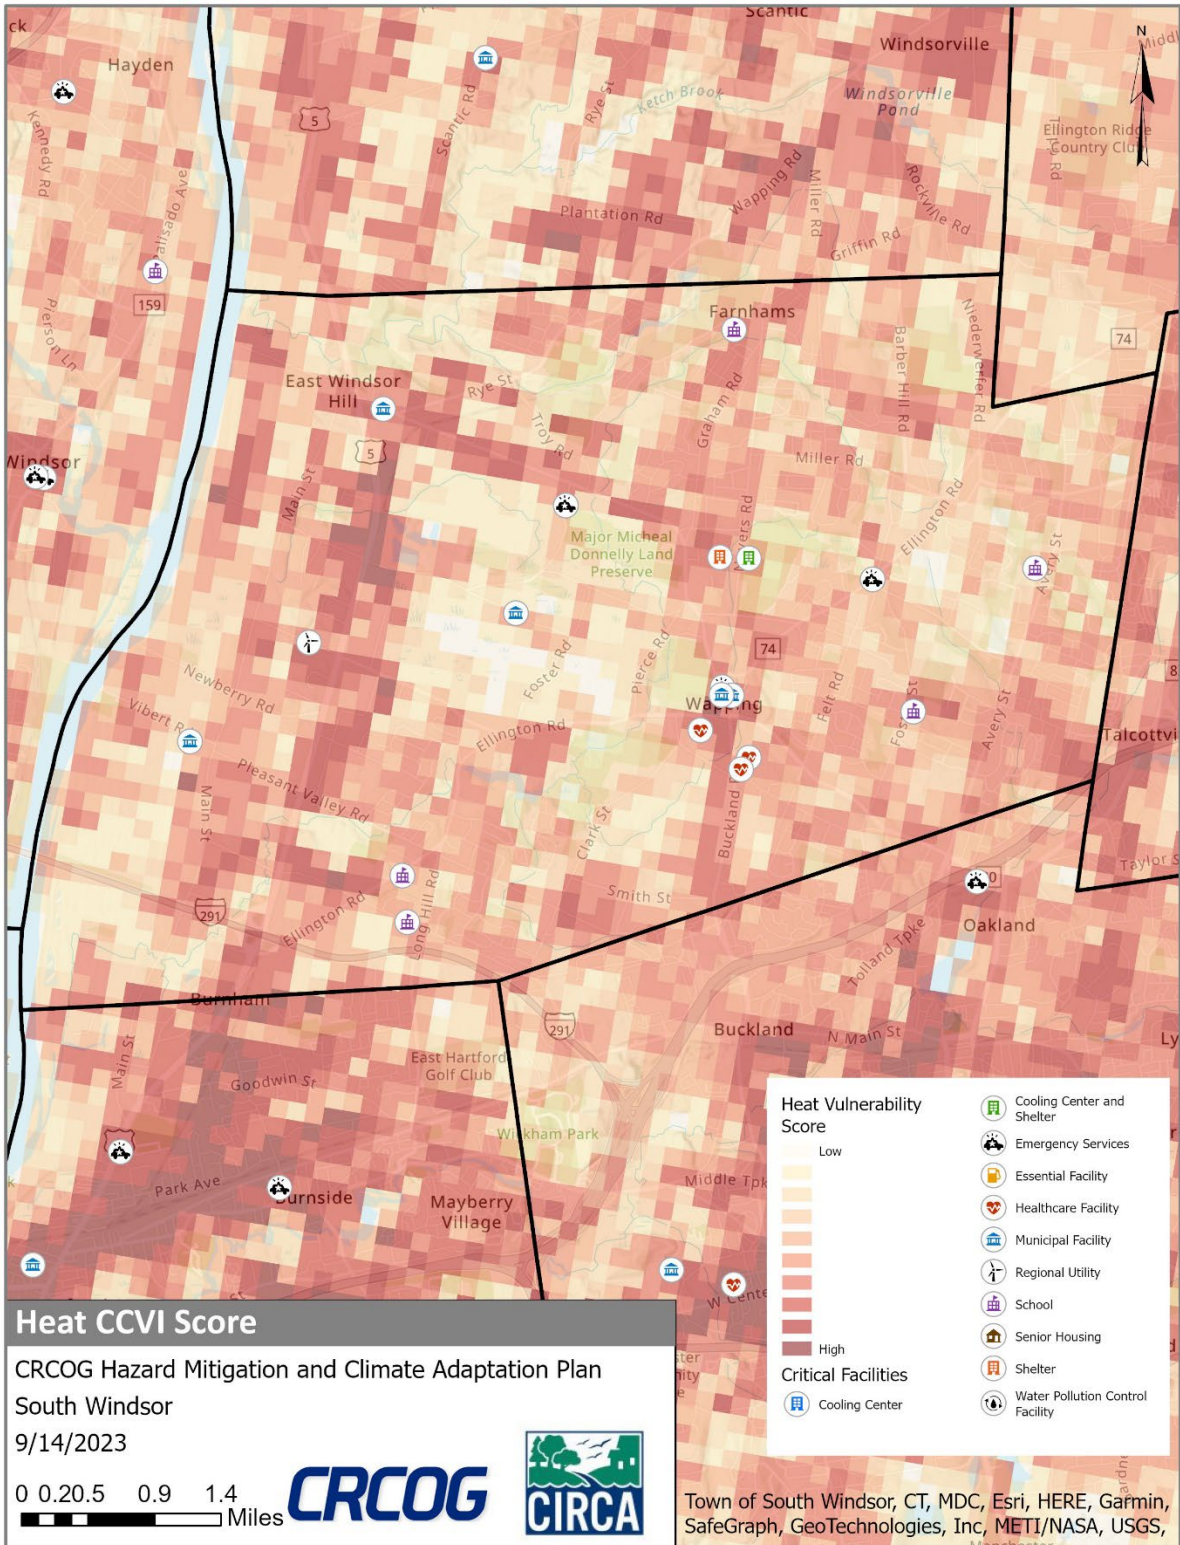 ck
Scantic
Hayden
Windsorville
N
Middl
5
Scantic Rd
Rye St
Ketch Brook
Windsorville
Pond
Ellington Ridge
Country Club
Kennedy Rd
Palisado Ave
Plantation Rd
Wapping Rd
Miller Rd
Rockville Rd
Griffin Rd
159
Pierson Ln
Farnhams
Niederwerfer Rd
74
East Windsor
Hill
Rye St
Troy Rd
Graham Rd
Barber Hill Rd
5
Windsor
Main St
Miller Rd
Ellington Rd
Major Micheal
Donnelly Land
Preserve
Avery St
74
Newberry Rd
Vibert R
Foster Rd
Pierce Rd
Wapping
Felt Rd
Avery St
8
Talcottvi
Ellington Rd
Pleasant Valley Rd
Main St
Clark St
Buckland
Taylor S
Smith St
291
Ellington Rd
Long Hill Rd
0
Oakland
Tolland Tpke
Burnham
291
Buckland
N Main St
Ly
Main St
Goodwin St
East Hartford
Golf Club
Wickham Park
Park Ave
Burnside
Mayberry
Village
Middle Tpk
W Cente
St
Heat Vulnerability
Score
Low
High
Critical Facilities
Cooling Center
Cooling Center and
Shelter
Emergency Services
Essential Facility
Healthcare Facility
Municipal Facility
Regional Utility
School
Senior Housing
Shelter
Water Pollution Control
Facility
Heat CCVI Score
CRCOG Hazard Mitigation and Climate Adaptation Plan
South Windsor
9/14/2023
0 0.20.5 0.9 1.4
Miles
CRCOG
CIRCA
Town of South Windsor, CT, MDC, Esri, HERE, Garmin,
SafeGraph, GeoTechnologies, Inc, METI/NASA, USGS,